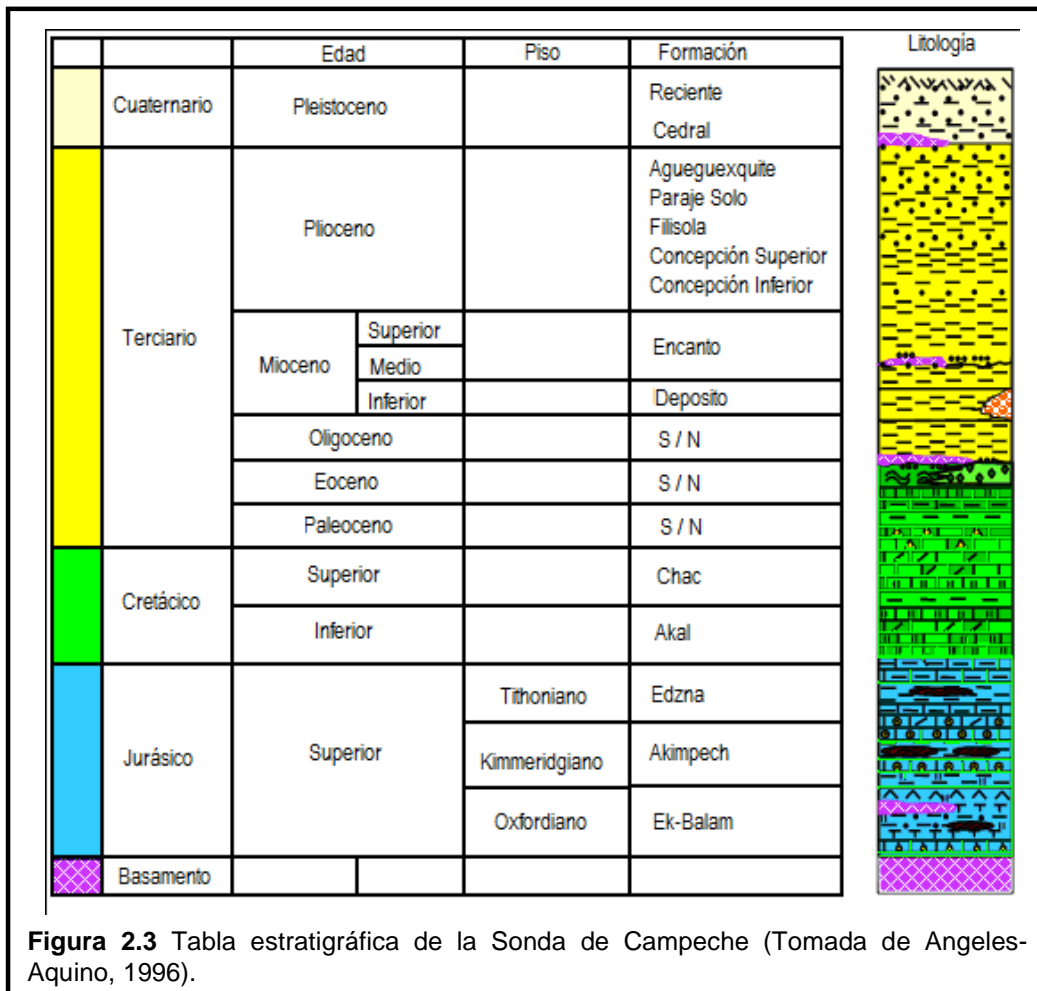 Edad Piso Formación Litología
Cuaternario Pleistoceno Reciente
Cedral
Terciario Plioceno Agueguexquite
Paraje Solo
Filisola
Concepción Superior
Concepción Inferior
Mioceno Superior Encanto
Medio
Inferior Deposito
Oligoceno S / N
Eoceno S / N
Paleoceno S / N
Cretácico Superior Chac
Inferior Akal
Jurásico Superior Tithoniano Edzna
Kimmeridgiano Akimpech
Oxfordiano Ek-Balam
Basamento
Figura 2.3 Tabla estratigráfica de la Sonda de Campeche (Tomada de Angeles-
Aquino, 1996).